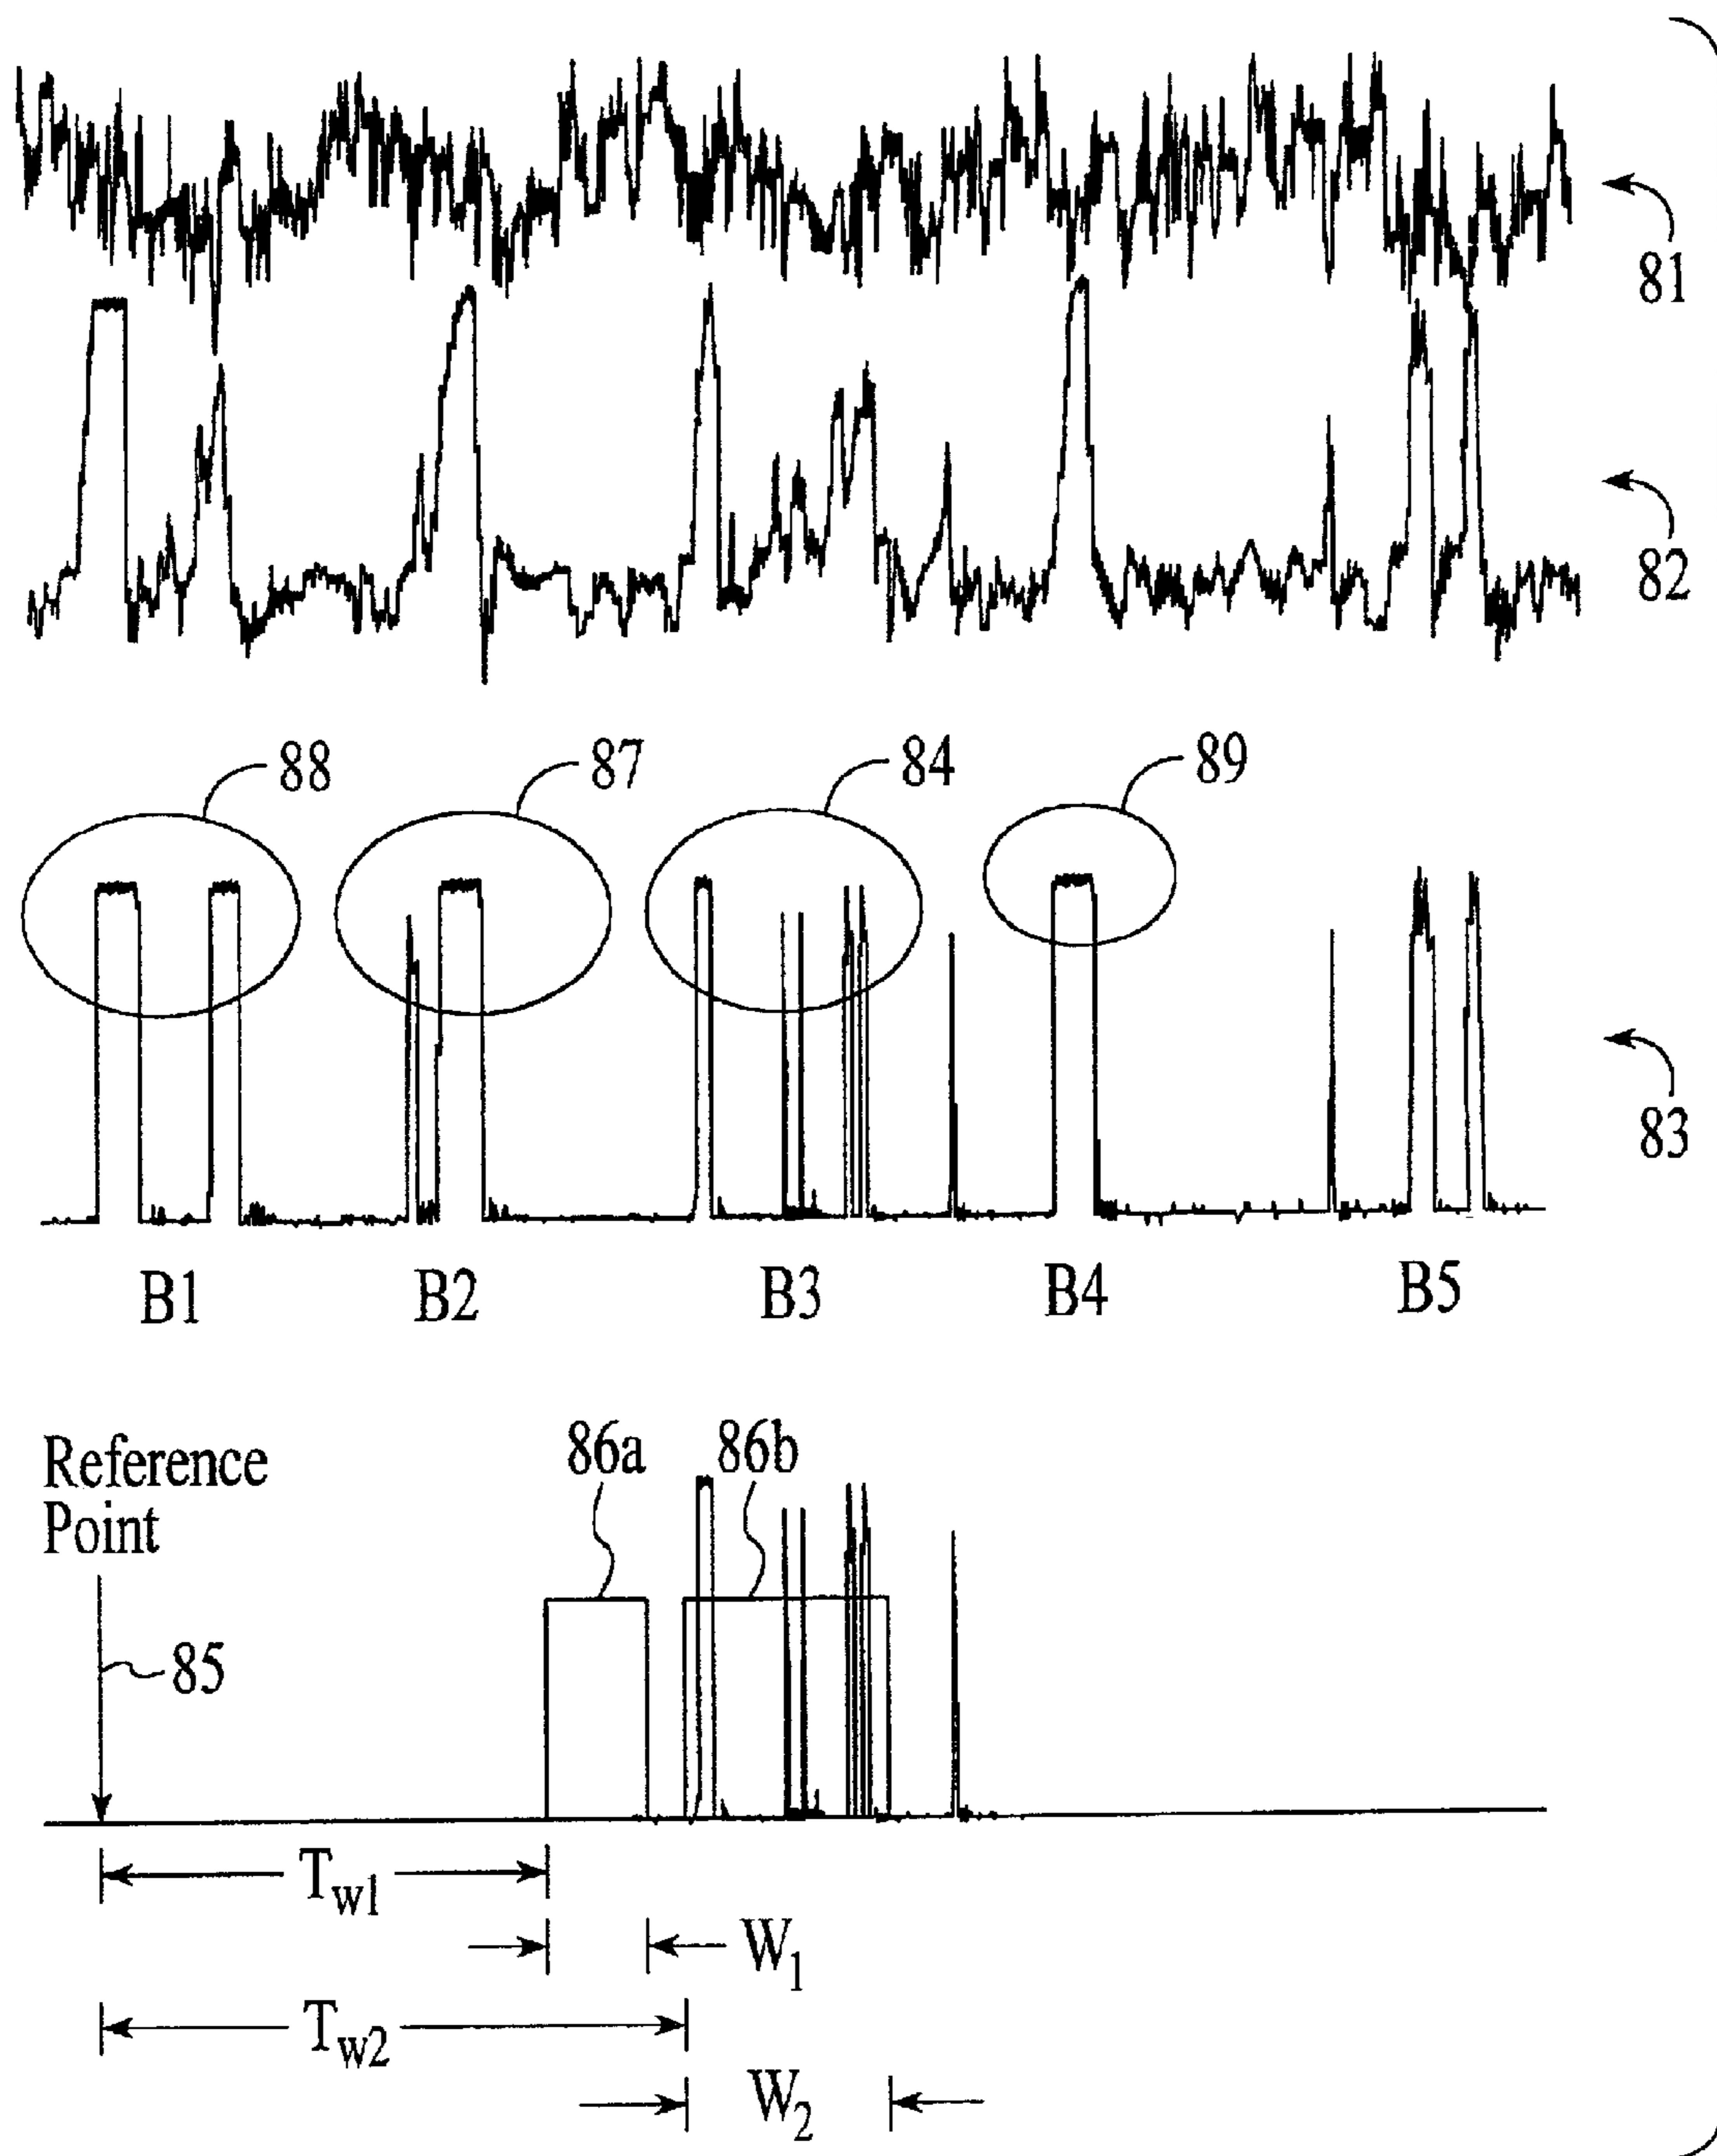 81
82
88 87 84 89
83
B1 B2 B3 B4 B5
Reference
Point
86a 86b
85
Tw1
W1
Tw2
W2